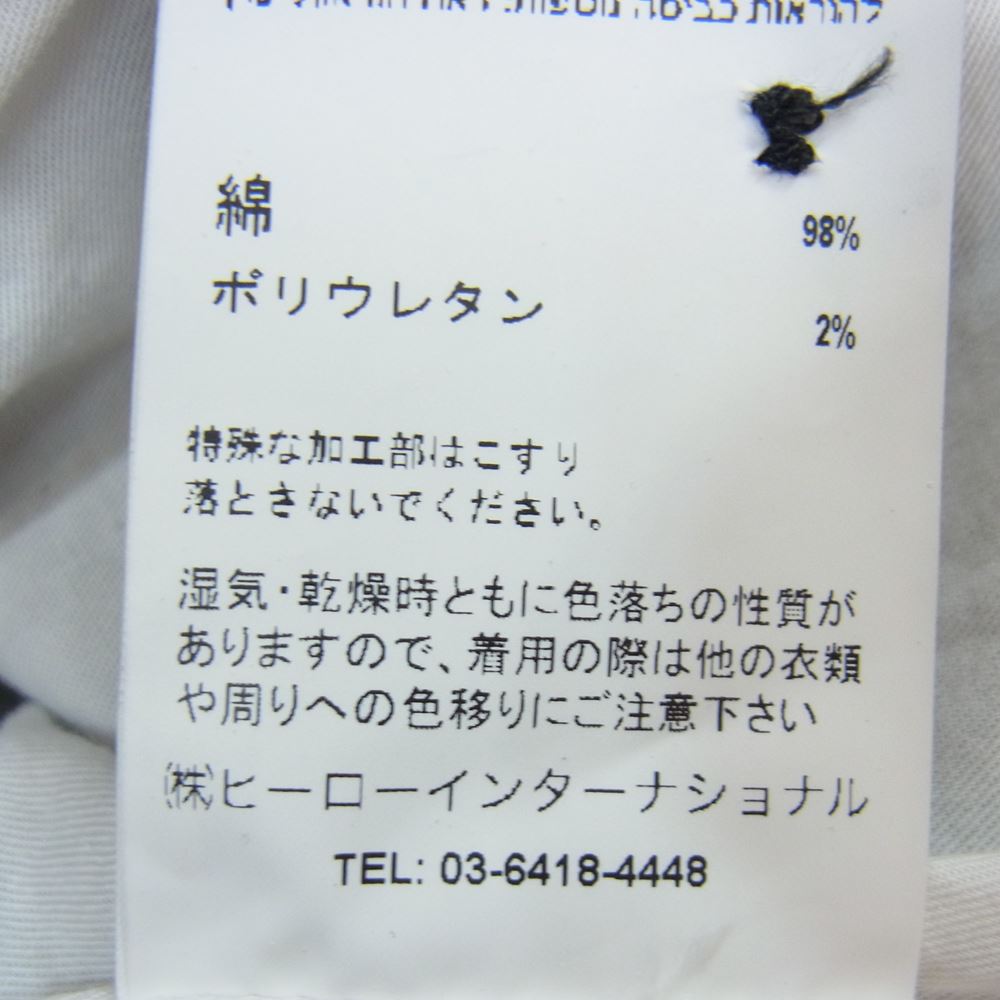 להוראות כביסה נוספות:
綿 98%
ポリウレタン 2%
特殊な加工部はこすり
落とさないでください。
湿気・乾燥時ともに色落ちの性質が
ありますので、着用の際は他の衣類
や周りへの色移りにご注意下さい
(株)ヒーローインターナショナル
TEL: 03-6418-4448